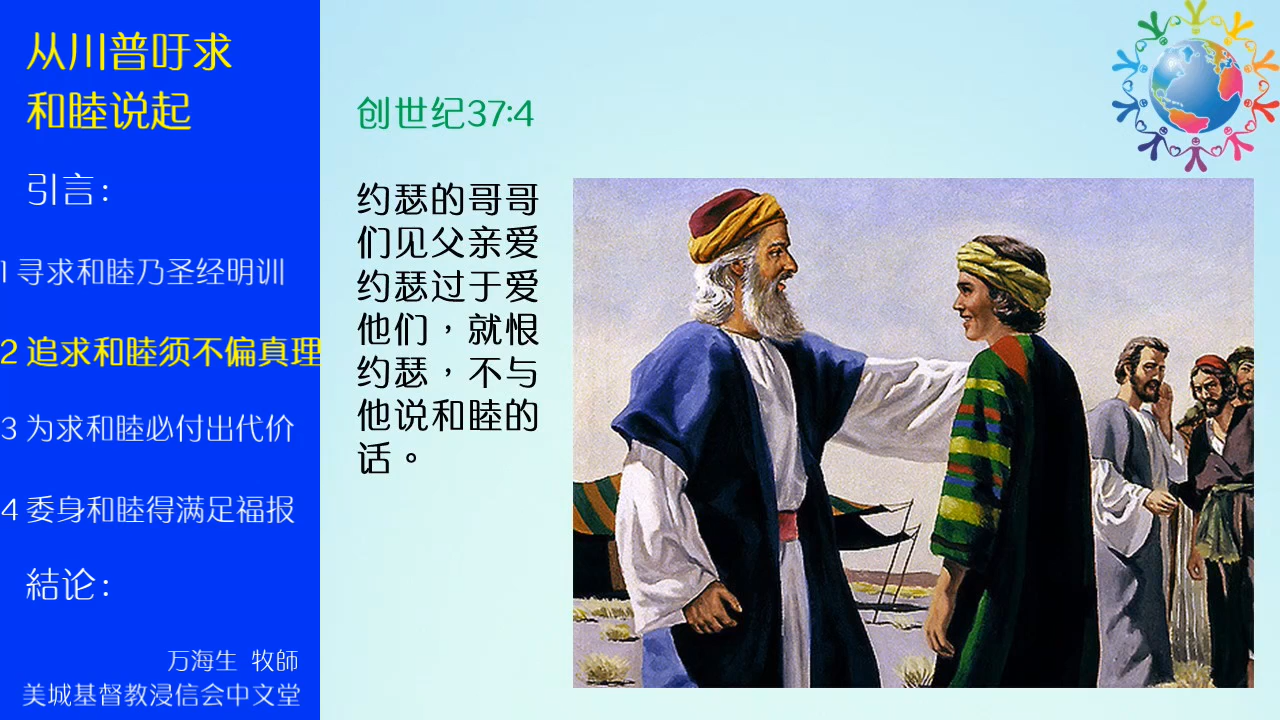 从川普吁求
和睦说起
引言：
1 寻求和睦乃圣经明训
2 追求和睦须不偏真理
3 为求和睦必付出代价
4 委身和睦得满足福报
結论：
万海生 牧師
美城基督教浸信会中文堂
创世纪37:4
约瑟的哥哥
们见父亲爱
约瑟过于爱
他们，就恨
约瑟，不与
他说和睦的
话。